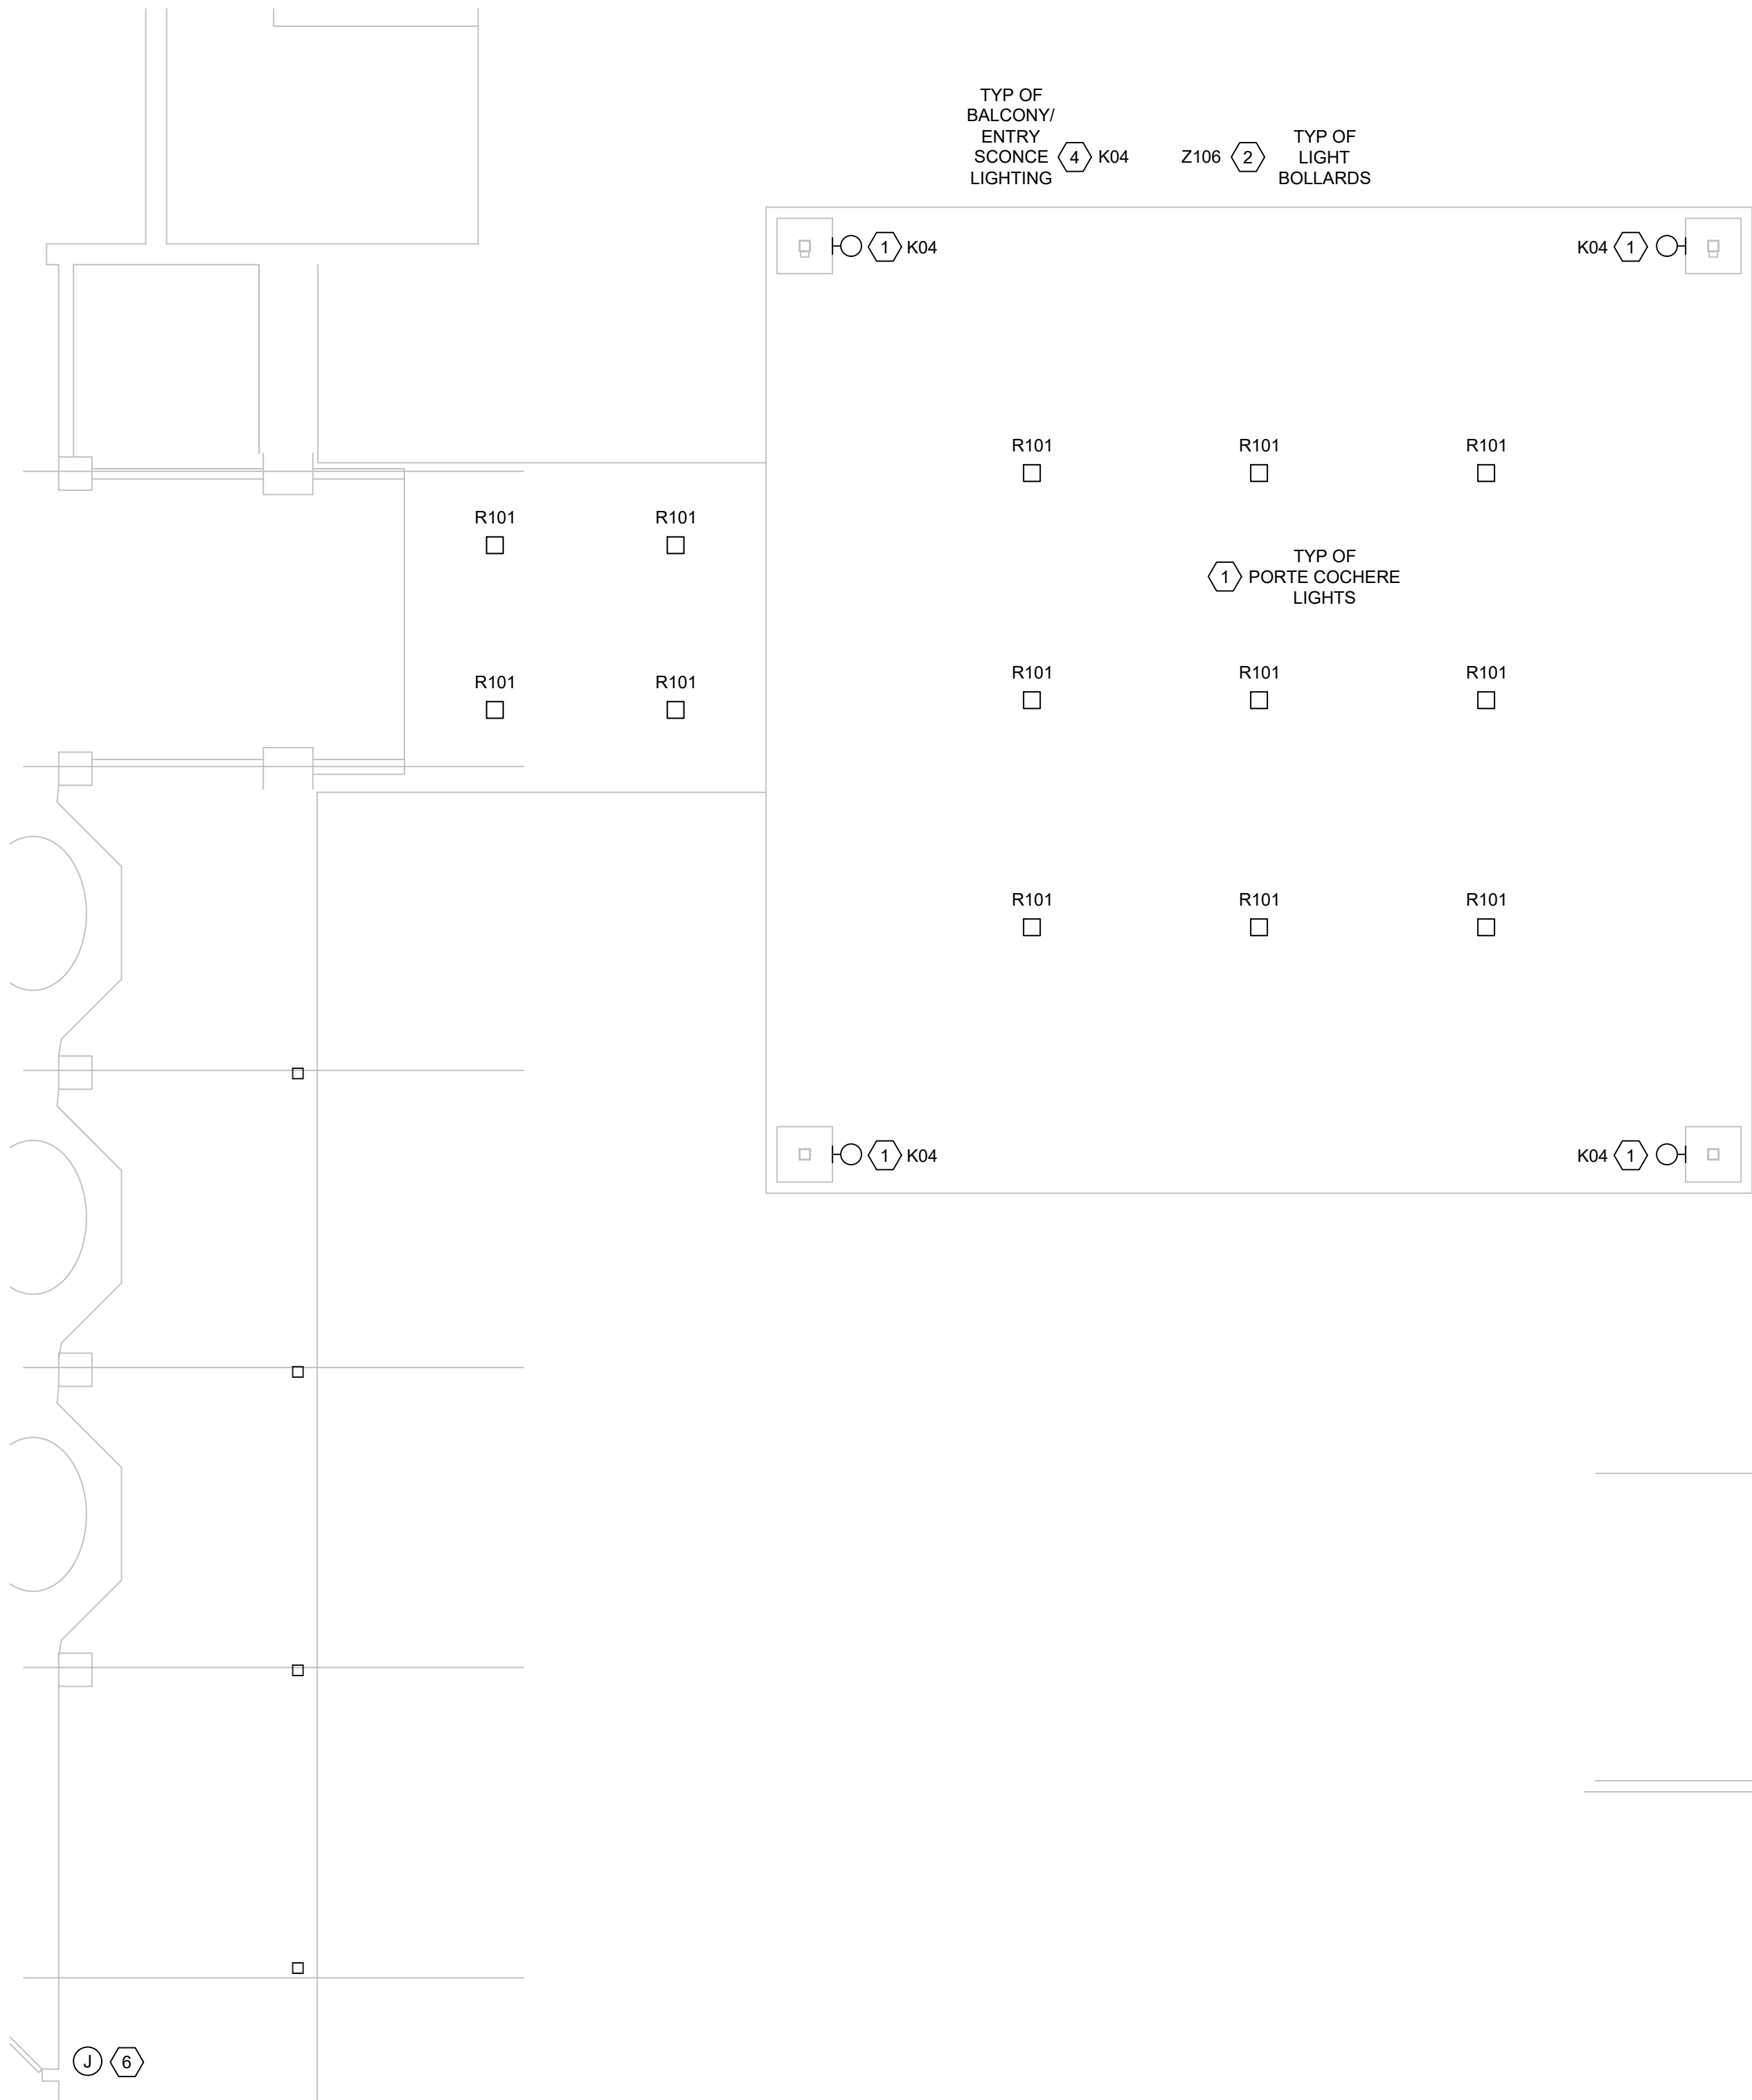 TYP OF
BALCONY/
ENTRY
SCONCE
LIGHTING
4 K04
Z106 2
TYP OF
LIGHT
BOLLARDS
1 K04
K04 1
R101 R101 R101
R101 R101
1
TYP OF
PORTE COCHERE
LIGHTS
R101 R101 R101
R101 R101
R101 R101 R101
1 K04
K04 1
J 6